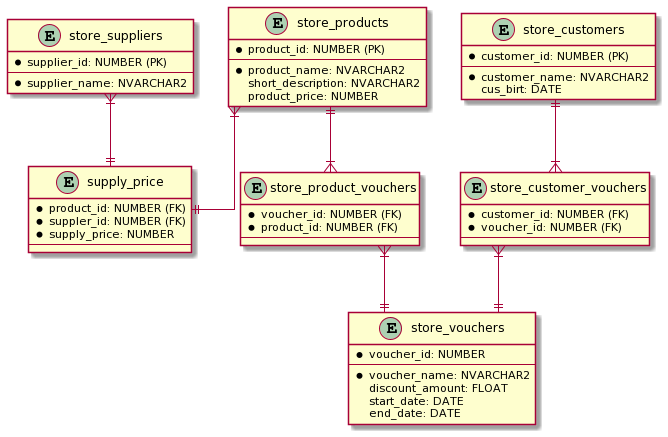 E store_suppliers
supplier_id: NUMBER (PK)
supplier_name: NVARCHAR2
E store_products
product_id: NUMBER (PK)
product_name: NVARCHAR2
short_description: NVARCHAR2
product_price: NUMBER
E store_customers
customer_id: NUMBER (PK)
customer_name: NVARCHAR2
cus_birt: DATE
E supply_price
product_id: NUMBER (FK)
suppler_id: NUMBER (FK)
supply_price: NUMBER
E store_product_vouchers
voucher_id: NUMBER (FK)
product_id: NUMBER (FK)
E store_customer_vouchers
customer_id: NUMBER (FK)
voucher_id: NUMBER (FK)
E store_vouchers
voucher_id: NUMBER
voucher_name: NVARCHAR2
discount_amount: FLOAT
start_date: DATE
end_date: DATE